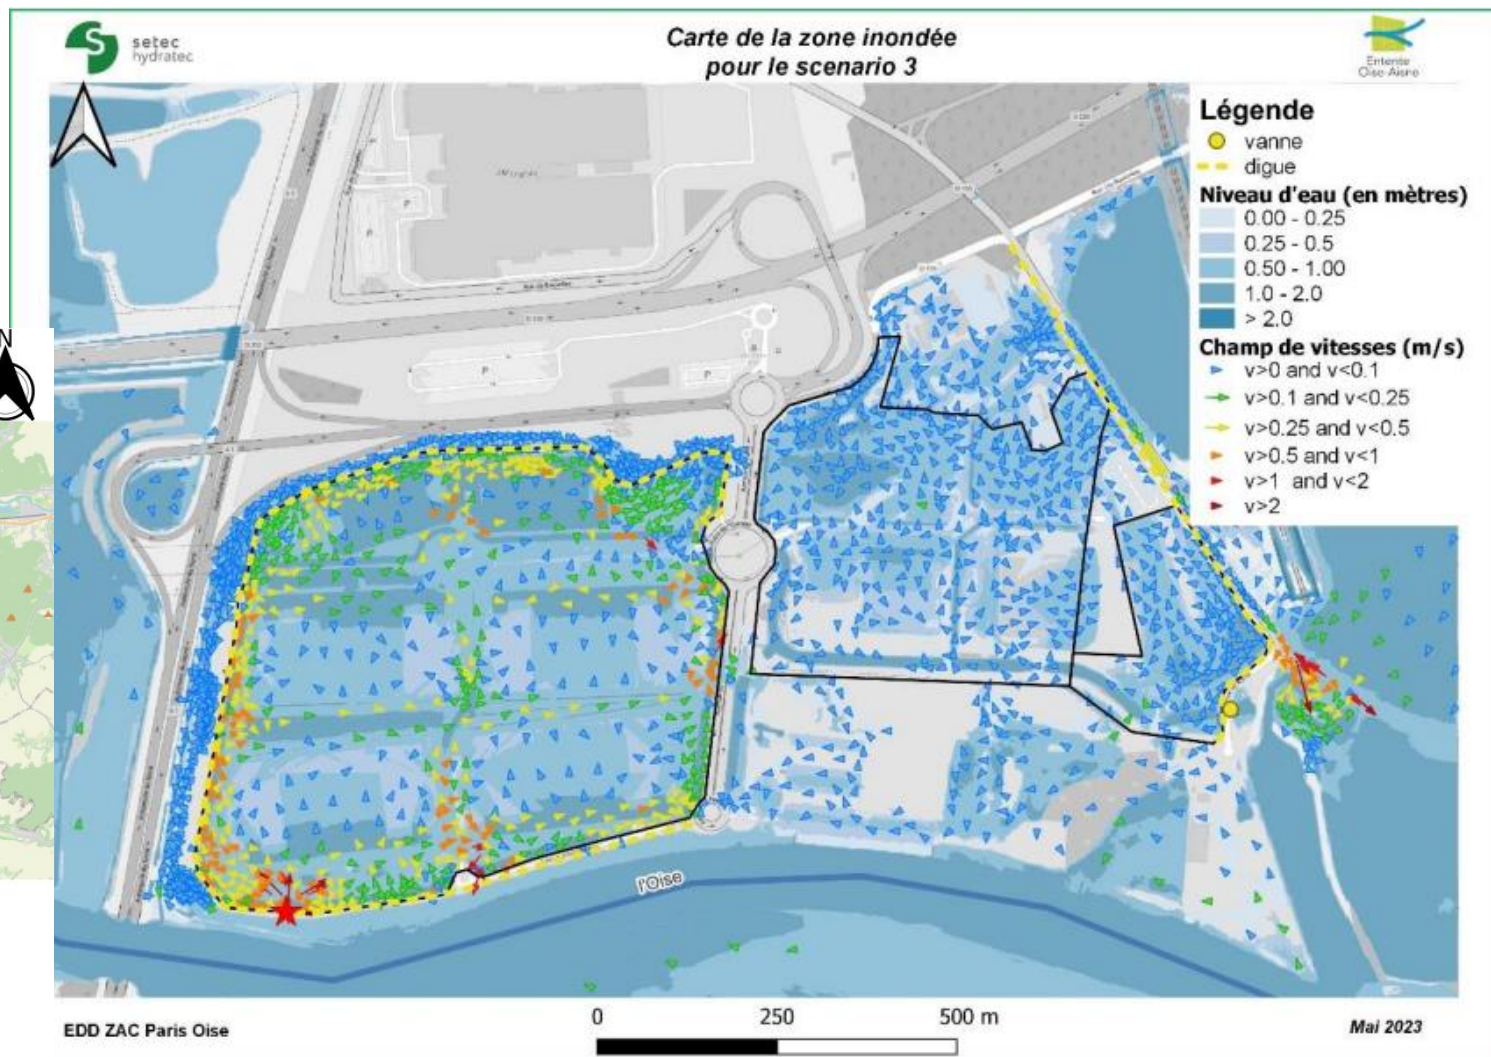 setec
hydratec
Carte de la zone inondée
pour le scenario 3
Entente
Oise-Aisne
Légende
vanne
digue
Niveau d'eau (en mètres)
0.00 - 0.25
0.25 - 0.5
0.50 - 1.00
1.0 - 2.0
> 2.0
Champ de vitesses (m/s)
v>0 and v<0.1
v>0.1 and v<0.25
v>0.25 and v<0.5
v>0.5 and v<1
v>1 and v<2
v>2
N
P
P
P
P
P
l'Oise
EDD ZAC Paris Oise
0 250 500 m
Mai 2023